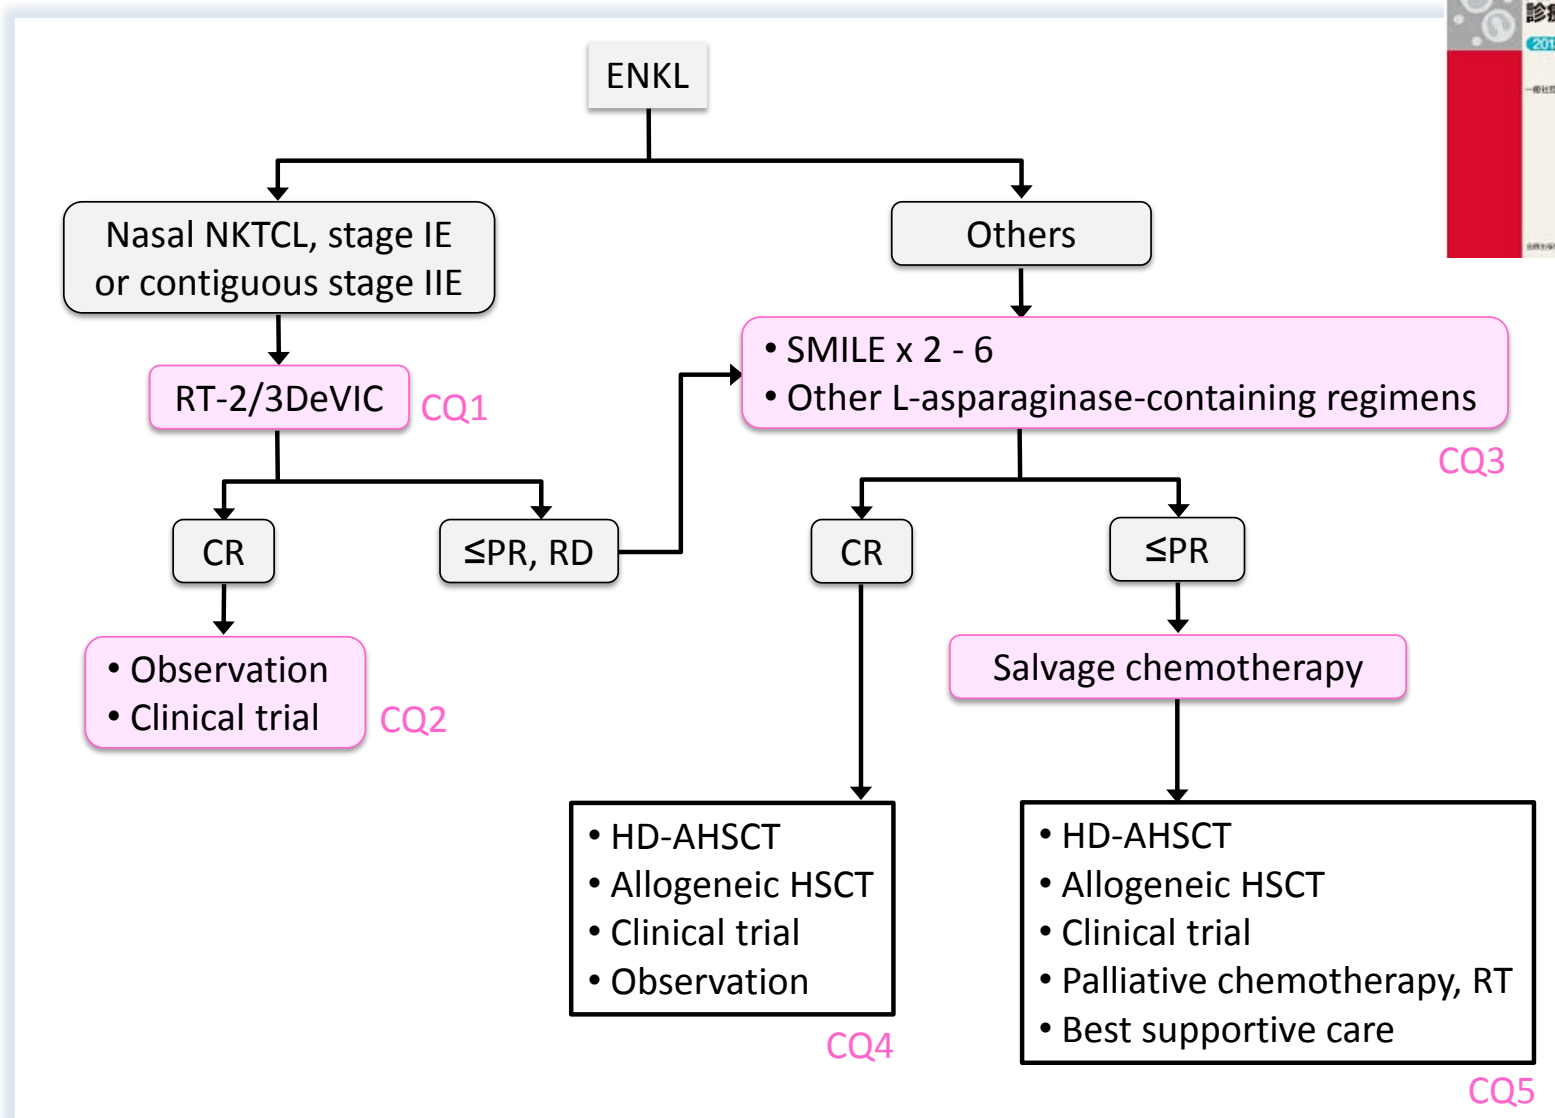 診療
ENKL
Nasal NKTCL, stage IE
or contiguous stage IIE
Others
RT-2/3DeVIC
CQ1
• SMILE x 2 - 6
• Other L-asparaginase-containing regimens
CQ3
CR
≤PR, RD
CR
≤PR
• Observation
• Clinical trial
CQ2
Salvage chemotherapy
• HD-AHSCT
• Allogeneic HSCT
• Clinical trial
• Observation
CQ4
• HD-AHSCT
• Allogeneic HSCT
• Clinical trial
• Palliative chemotherapy, RT
• Best supportive care
CQ5